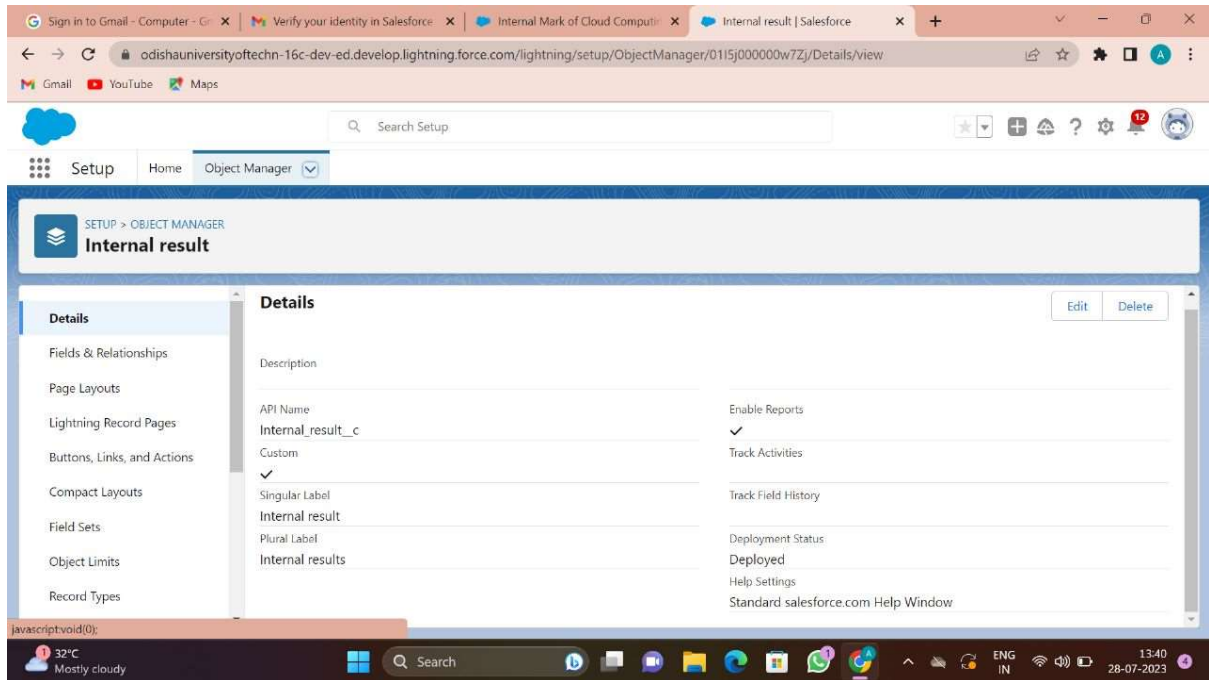 Sign in to Gmail - Computer - Gm
Verify your identity in Salesforce
Internal Mark of Cloud Computin
Internal result | Salesforce
odishauniversityoftechn-16c-dev-ed.develop.lightning.force.com/lightning/setup/ObjectManager/01I5j000000w7Zj/Details/view
A
Gmail YouTube Maps
Search Setup
12
Setup Home Object Manager
SETUP > OBJECT MANAGER
Internal result
Details
Fields & Relationships
Page Layouts
Lightning Record Pages
Buttons, Links, and Actions
Compact Layouts
Field Sets
Object Limits
Record Types
Details
Edit Delete
Description
API Name
Internal_result__c
Custom
Singular Label
Internal result
Plural Label
Internal results
Enable Reports
Track Activities
Track Field History
Deployment Status
Deployed
Help Settings
Standard salesforce.com Help Window
javascript:void(0);
1
32°C
Mostly cloudy
Search
ENG
IN
13:40
28-07-2023
4